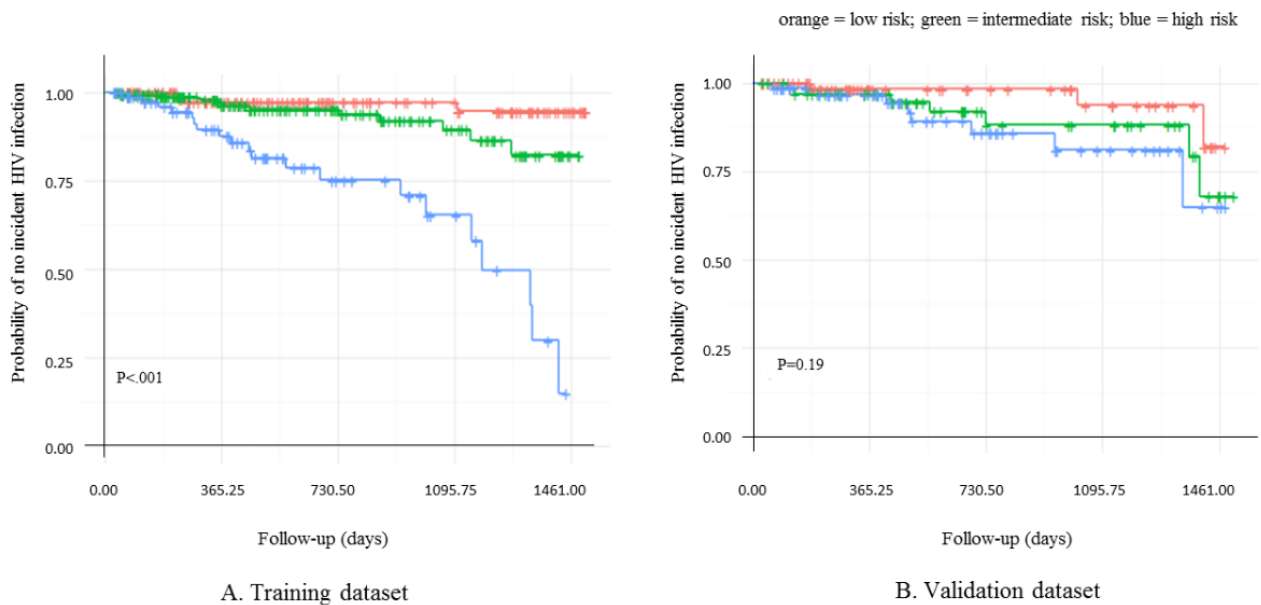 orange = low risk; green = intermediate risk; blue = high risk
Probability of no incident HIV infection
1.00
0.75
0.50
0.25
0.00
P<.001
0.00 365.25 730.50 1095.75 1461.00
Follow-up (days)
A. Training dataset
Probability of no incident HIV infection
1.00
0.75
0.50
0.25
0.00
P=0.19
0.00 365.25 730.50 1095.75 1461.00
Follow-up (days)
B. Validation dataset